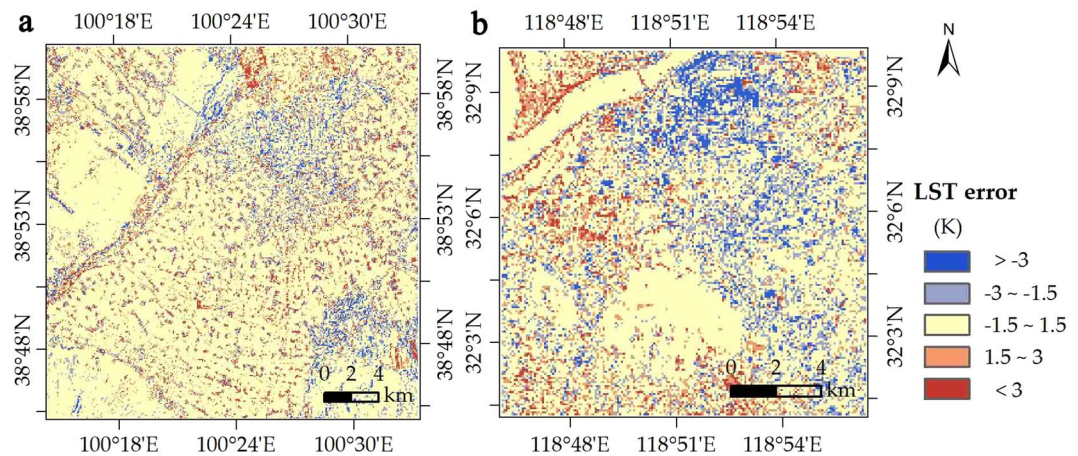 a
100°18'E 100°24'E 100°30'E
38°58'N
38°53'N
38°48'N
38°58'N
38°53'N
38°48'N
0 2 4
km
100°18'E 100°24'E 100°30'E
b
118°48'E 118°51'E 118°54'E
32°9'N
32°6'N
32°3'N
32°9'N
32°6'N
32°3'N
0 2 4
km
118°48'E 118°51'E 118°54'E
N
LST error
(K)
> -3
-3 ~ -1.5
-1.5 ~ 1.5
1.5 ~ 3
< 3